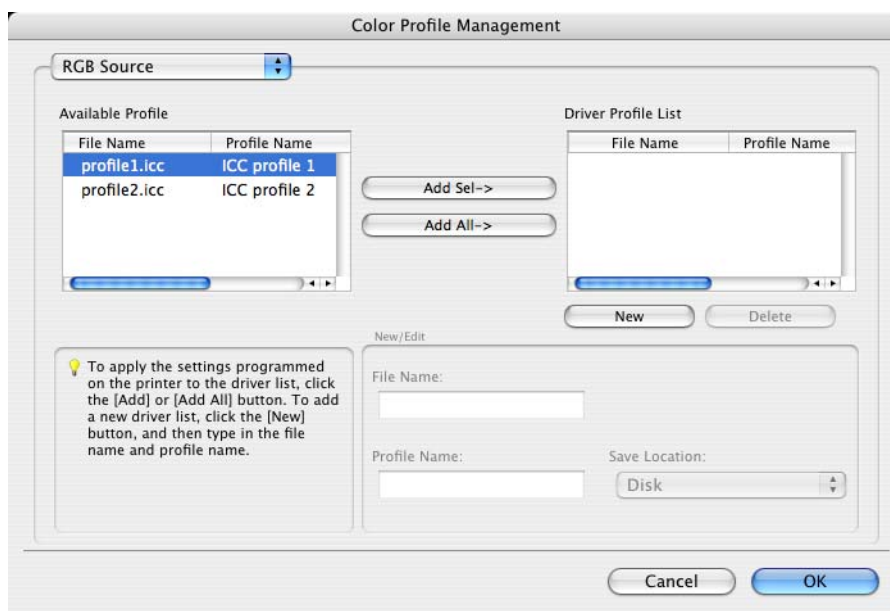 Color Profile Management
RGB Source
Available Profile
File Name Profile Name
profile1.icc ICC profile 1
profile2.icc ICC profile 2
Add Sel->
Add All->
Driver Profile List
File Name Profile Name
New Delete
To apply the settings programmed
on the printer to the driver list, click
the [Add] or [Add All] button. To add
a new driver list, click the [New]
button, and then type in the file
name and profile name.
New/Edit
File Name:
Profile Name:
Save Location:
Disk
Cancel OK